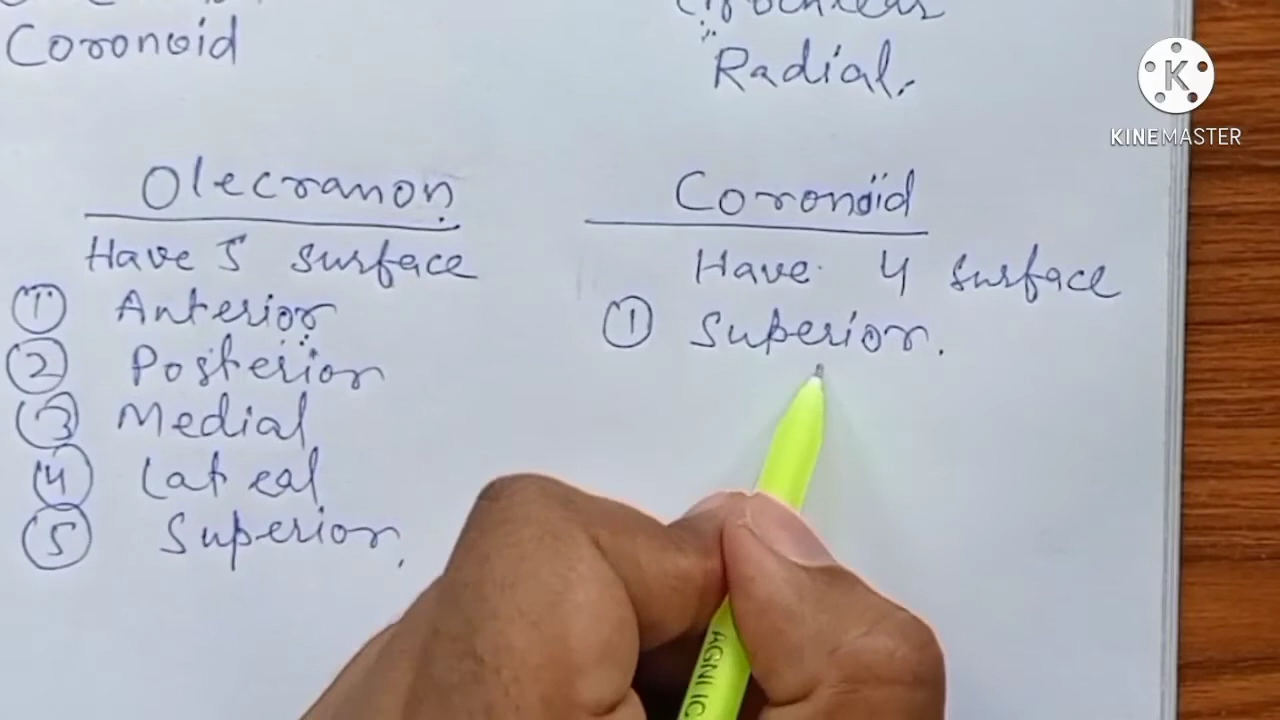 Coronoid
Radial.
Olecranon
Have 5 surface
① Anterior
② Posterior
③ Medial
④ Lateal
⑤ Superior.
Coronoid
Have 4 surface
① Superior.
K
KINEMASTER